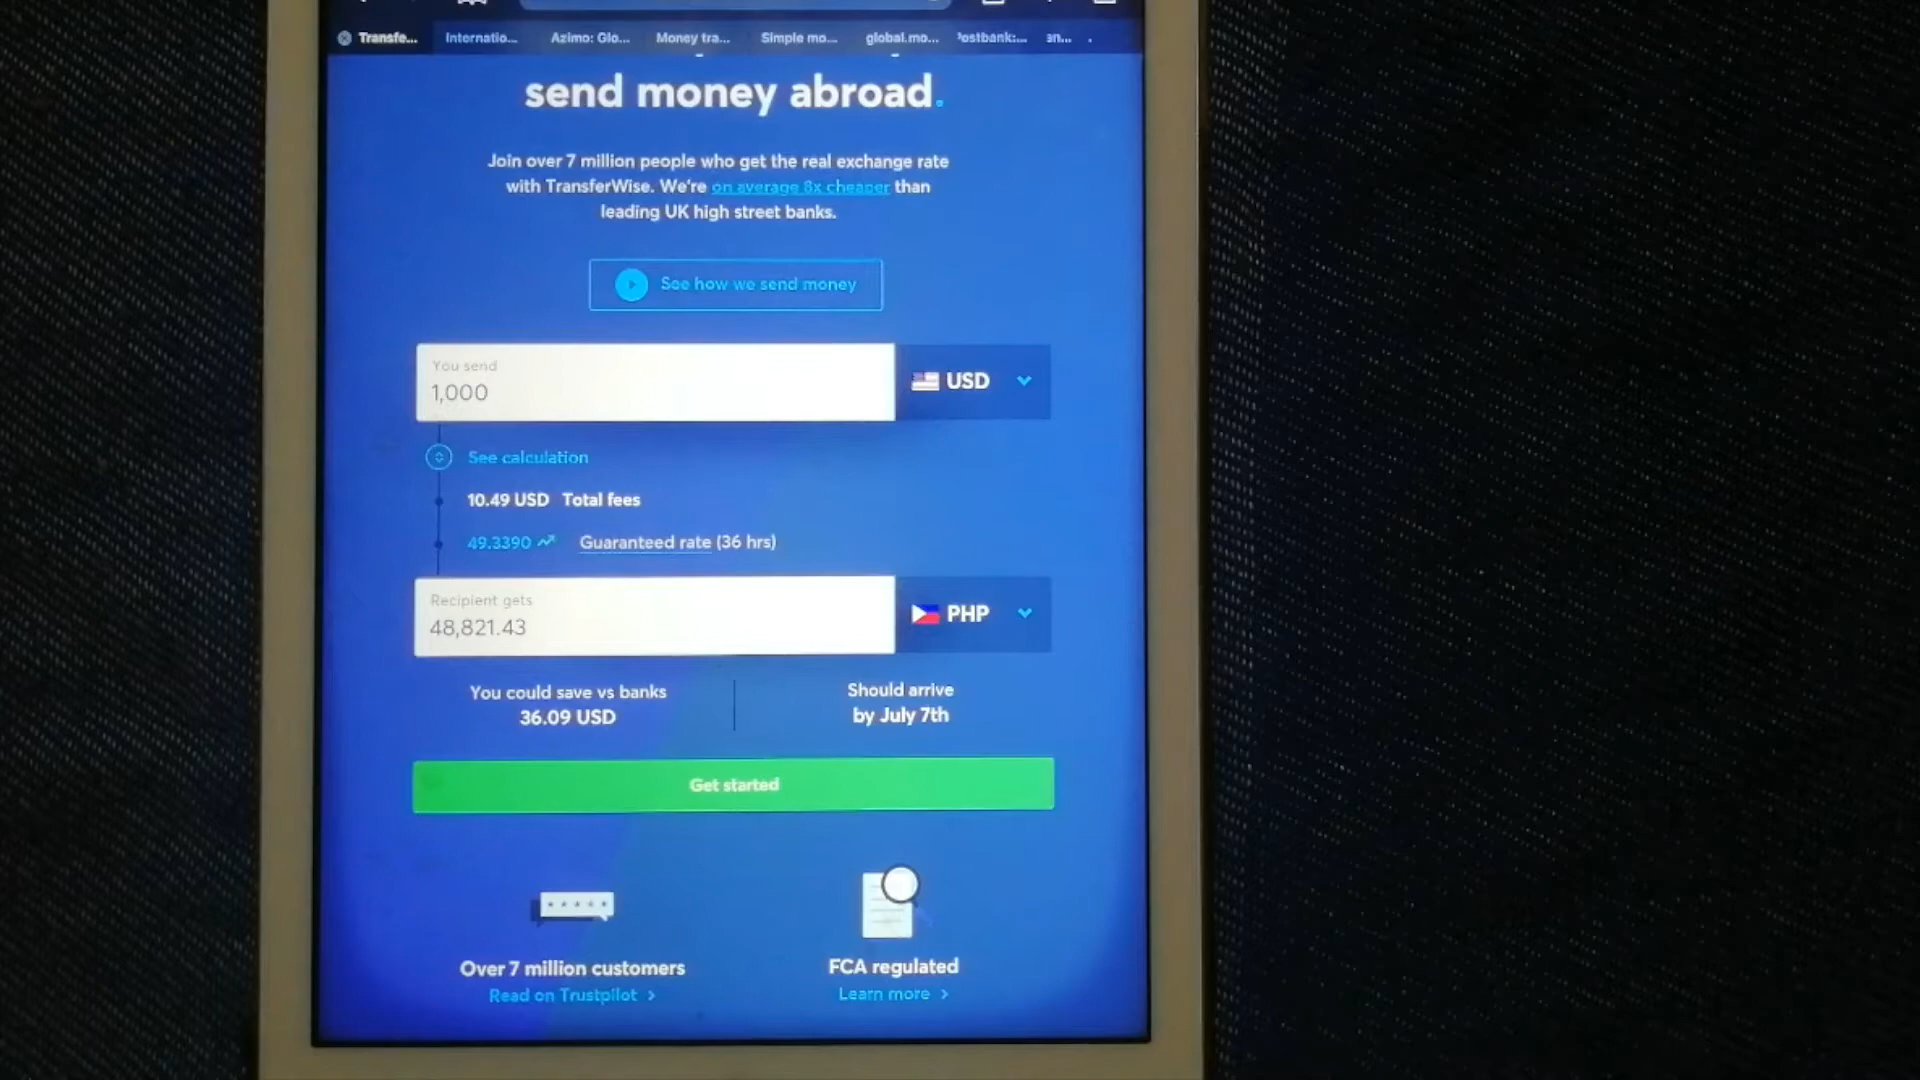 Transfe...
Internatio...
Azimo: Glo...
Money tra...
Simple mo...
global.mo...
ostbank:...
an...
send money abroad.
Join over 7 million people who get the real exchange rate
with TransferWise. We're on average 8x cheaper than
leading UK high street banks.
See how we send money
You send
1,000
USD
See calculation
10.49 USD Total fees
49.3390 Guaranteed rate (36 hrs)
Recipient gets
48,821.43
PHP
You could save vs banks
36.09 USD
Should arrive
by July 7th
Get started
Over 7 million customers
Read on Trustpilot >
FCA regulated
Learn more >